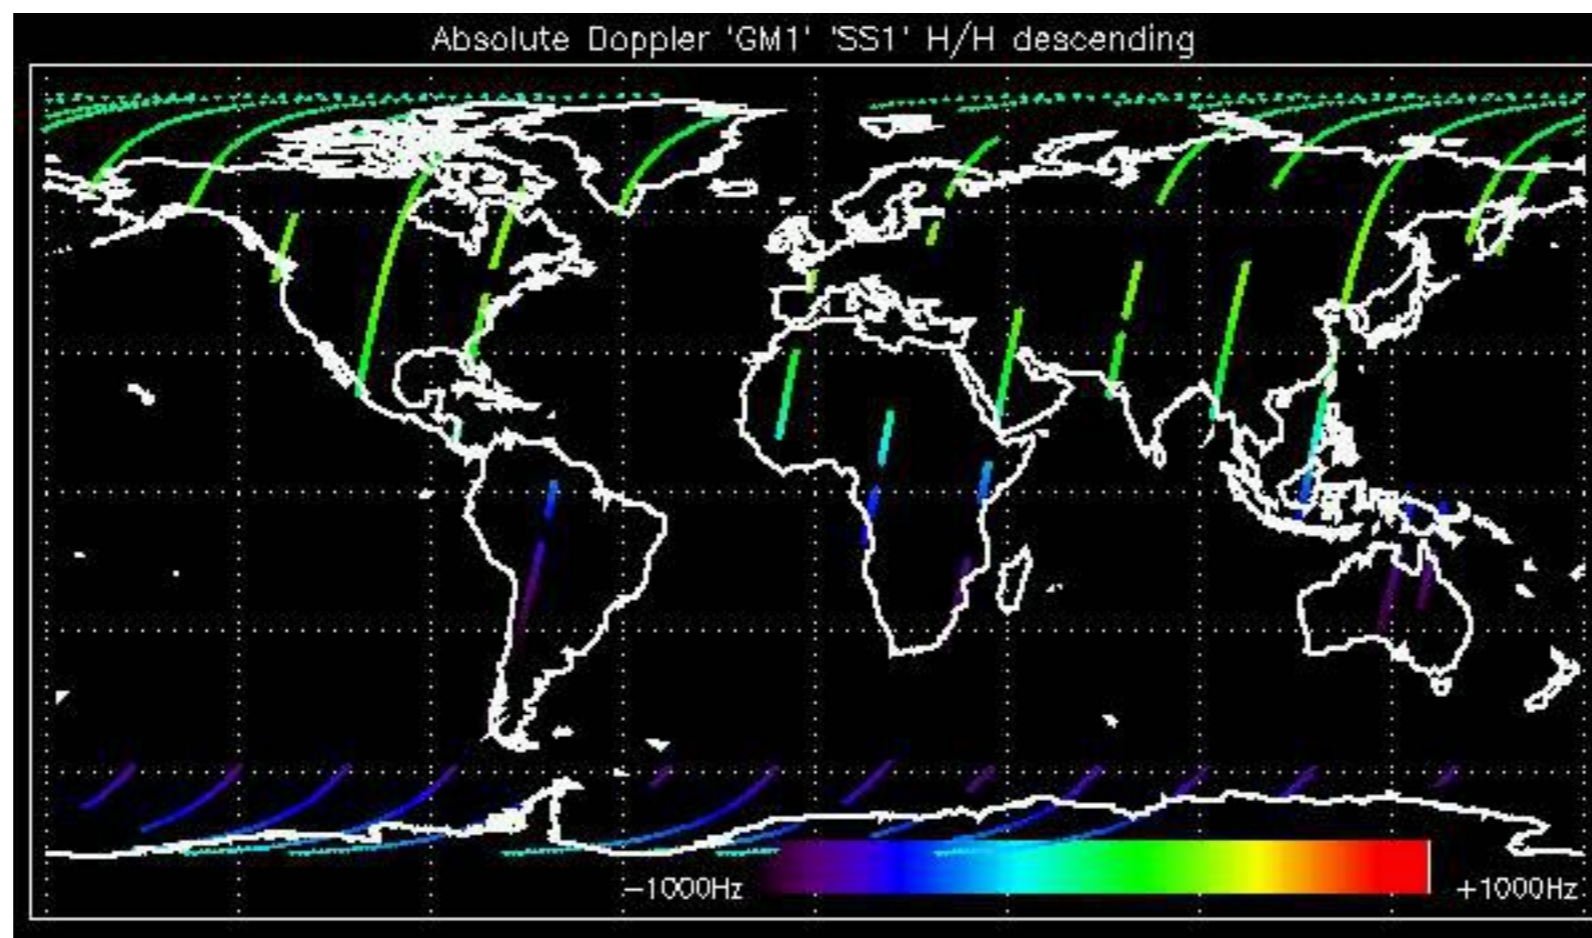 Absolute Doppler 'GM1' 'SS1' H/H descending
−1000Hz
+1000Hz